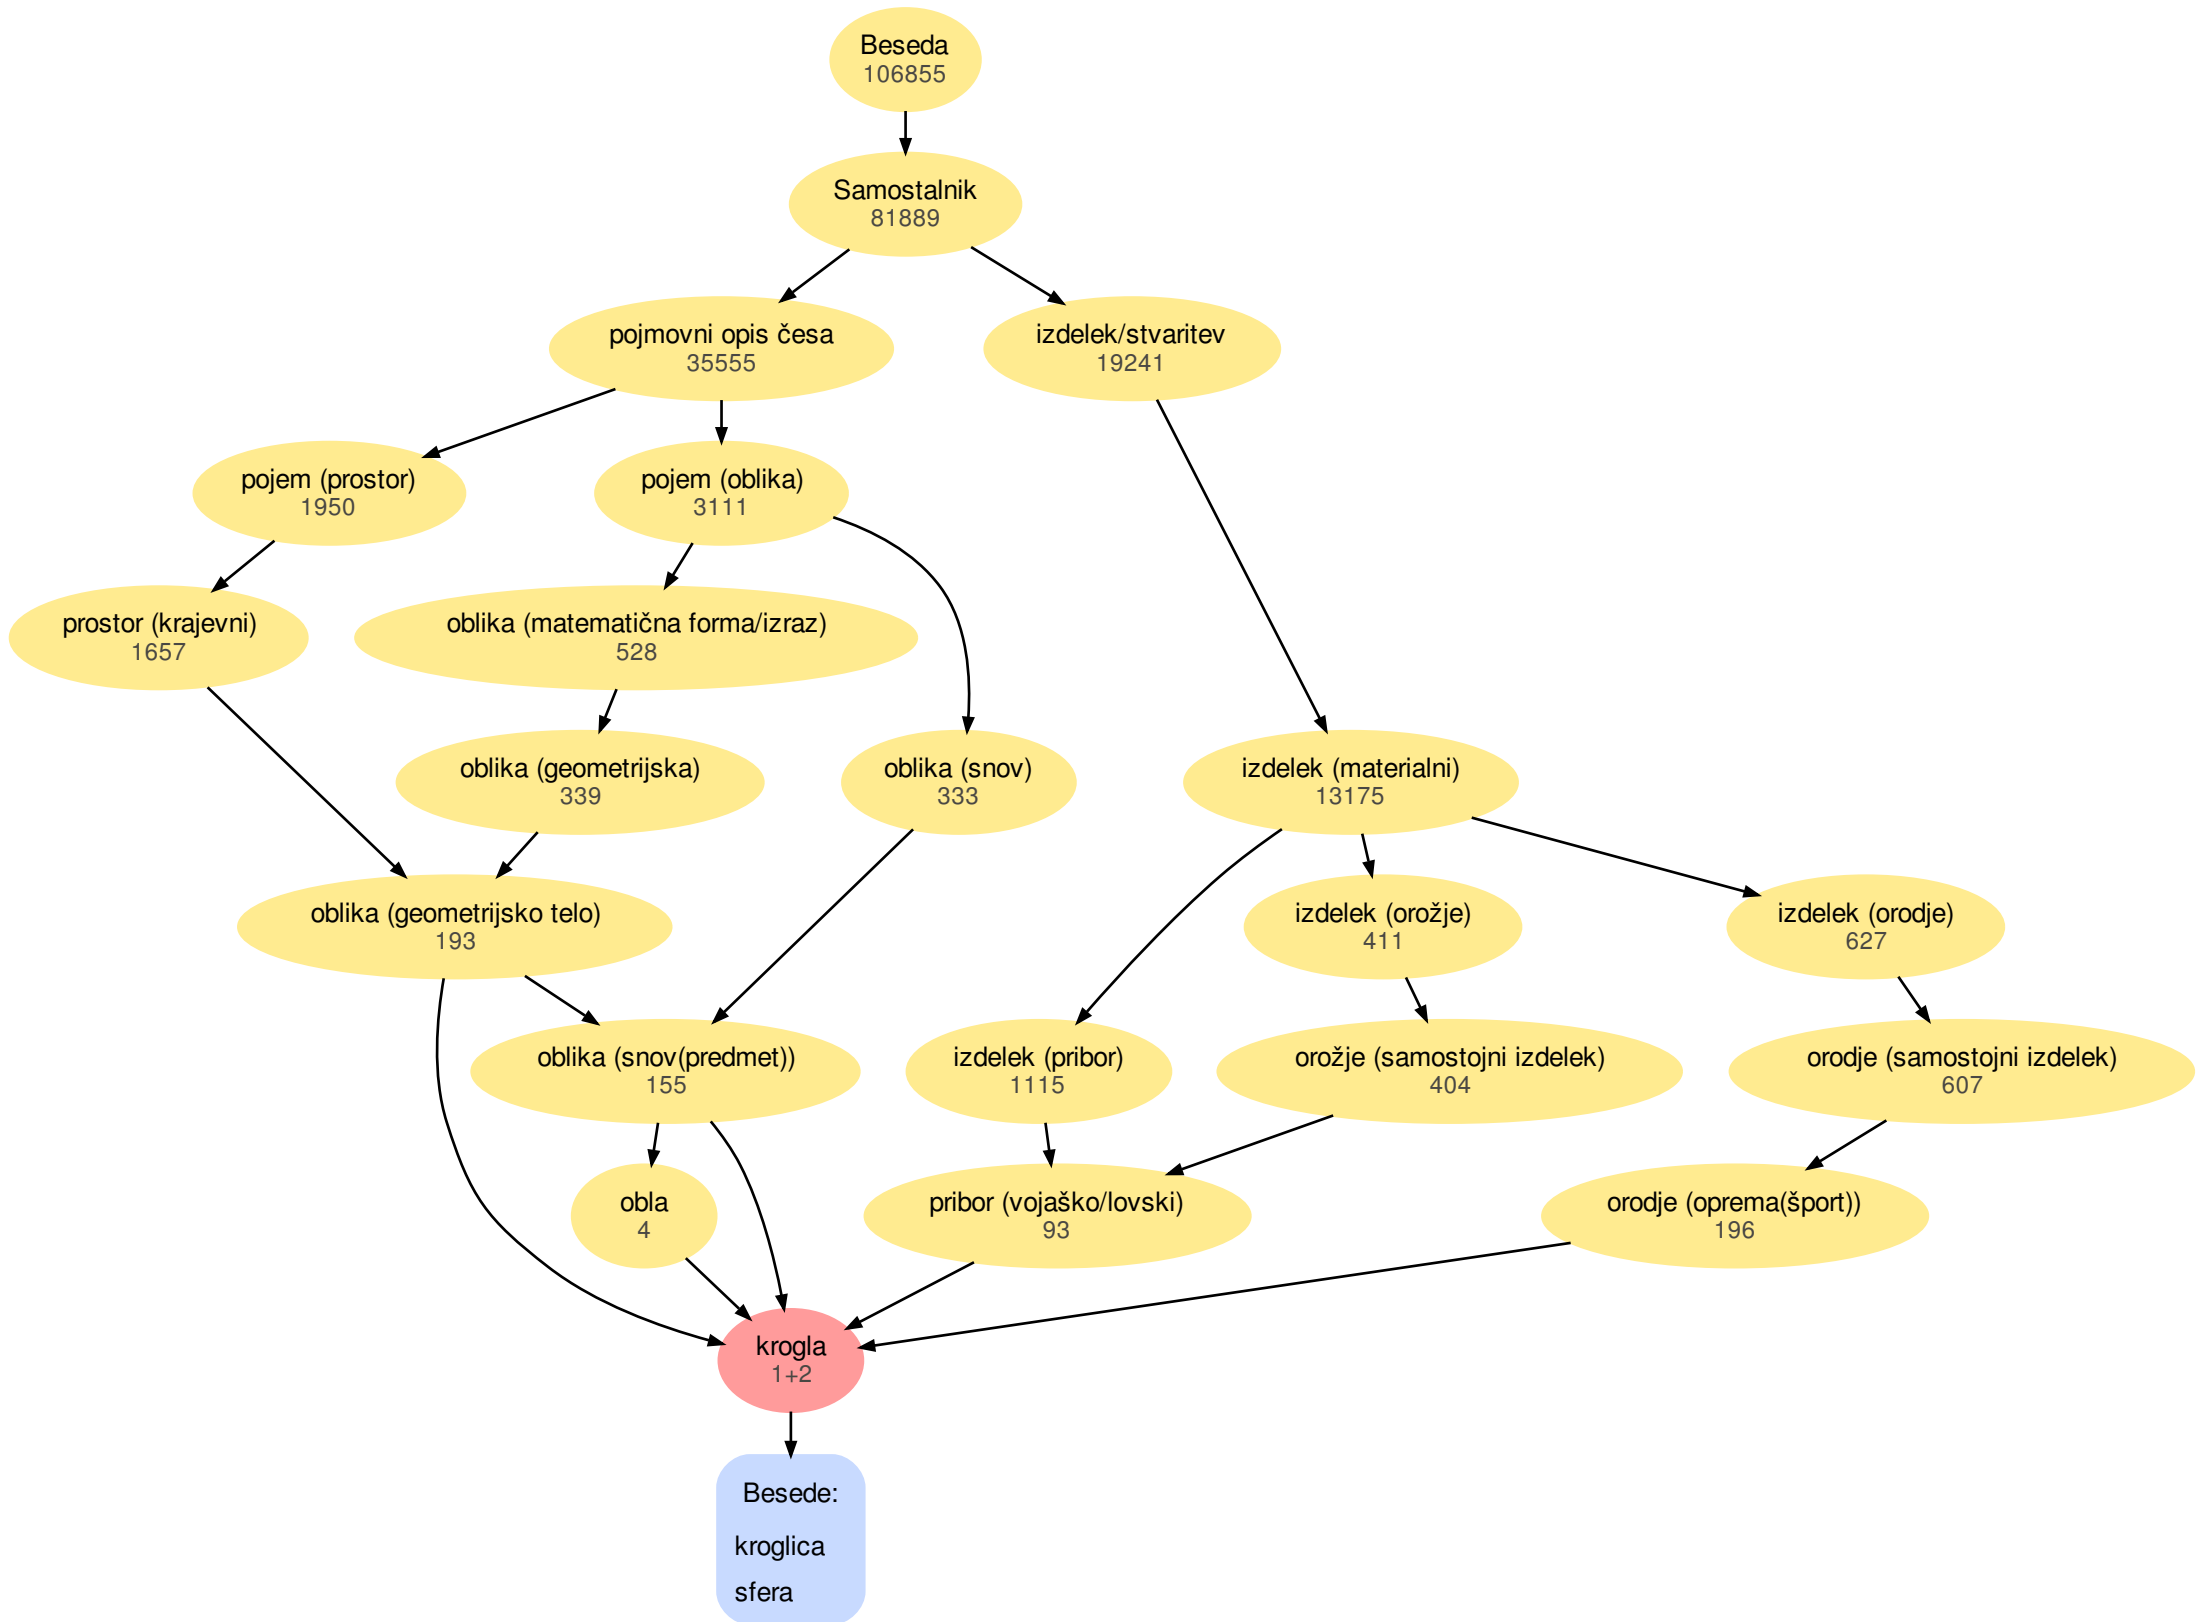 Beseda
106855
Samostalnik
81889
pojmovni opis česa
35555
izdelek/stvaritev
19241
pojem (prostor)
1950
pojem (oblika)
3111
prostor (krajevni)
1657
oblika (matematična forma/izraz)
528
oblika (geometrijska)
339
oblika (snov)
333
izdelek (materialni)
13175
oblika (geometrijsko telo)
193
izdelek (orožje)
411
izdelek (orodje)
627
oblika (snov(predmet))
155
izdelek (pribor)
1115
orožje (samostojni izdelek)
404
orodje (samostojni izdelek)
607
obla
4
pribor (vojaško/lovski)
93
orodje (oprema(šport))
196
krogla
1+2
Besede:
kroglica
sfera